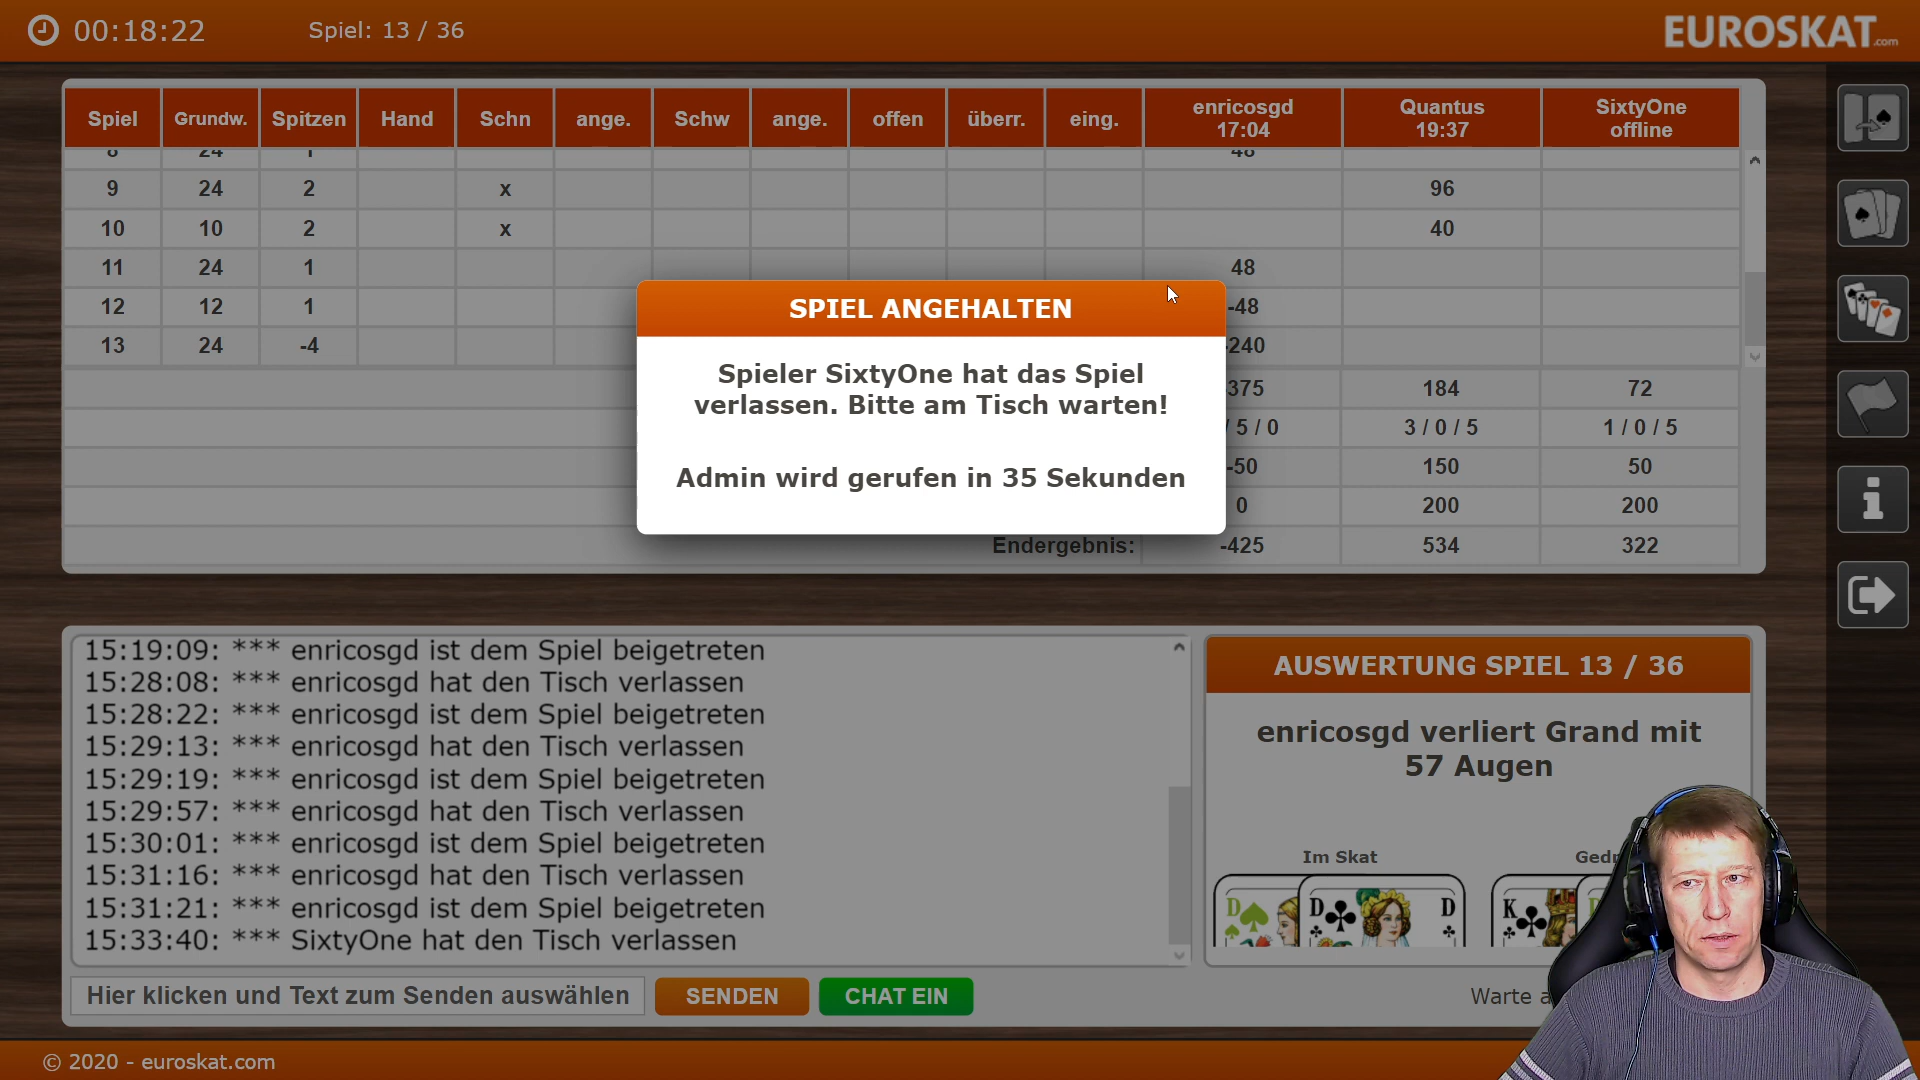 00:18:22
Spiel: 13 / 36
EUROSKAT.com
Spiel Grundw. Spitzen Hand Schn ange. Schw ange. offen überr. eing. enricosgd 17:04 Quantus 19:37 SixtyOne offline
8 24 1 48
9 24 2 x 96
10 10 2 x 40
11 24 1 48
12 12 1 -48
13 24 -4 -240
375 184 72
/ 5 / 0 3 / 0 / 5 1 / 0 / 5
-50 150 50
0 200 200
Endergebnis: -425 534 322
SPIEL ANGEHALTEN
Spieler SixtyOne hat das Spiel
verlassen. Bitte am Tisch warten!
Admin wird gerufen in 35 Sekunden
15:19:09: *** enricosgd ist dem Spiel beigetreten
15:28:08: *** enricosgd hat den Tisch verlassen
15:28:22: *** enricosgd ist dem Spiel beigetreten
15:29:13: *** enricosgd hat den Tisch verlassen
15:29:19: *** enricosgd ist dem Spiel beigetreten
15:29:57: *** enricosgd hat den Tisch verlassen
15:30:01: *** enricosgd ist dem Spiel beigetreten
15:31:16: *** enricosgd hat den Tisch verlassen
15:31:21: *** enricosgd ist dem Spiel beigetreten
15:33:40: *** SixtyOne hat den Tisch verlassen
Hier klicken und Text zum Senden auswählen
SENDEN
CHAT EIN
AUSWERTUNG SPIEL 13 / 36
enricosgd verliert Grand mit
57 Augen
Im Skat
D D D
K
Warte
© 2020 - euroskat.com